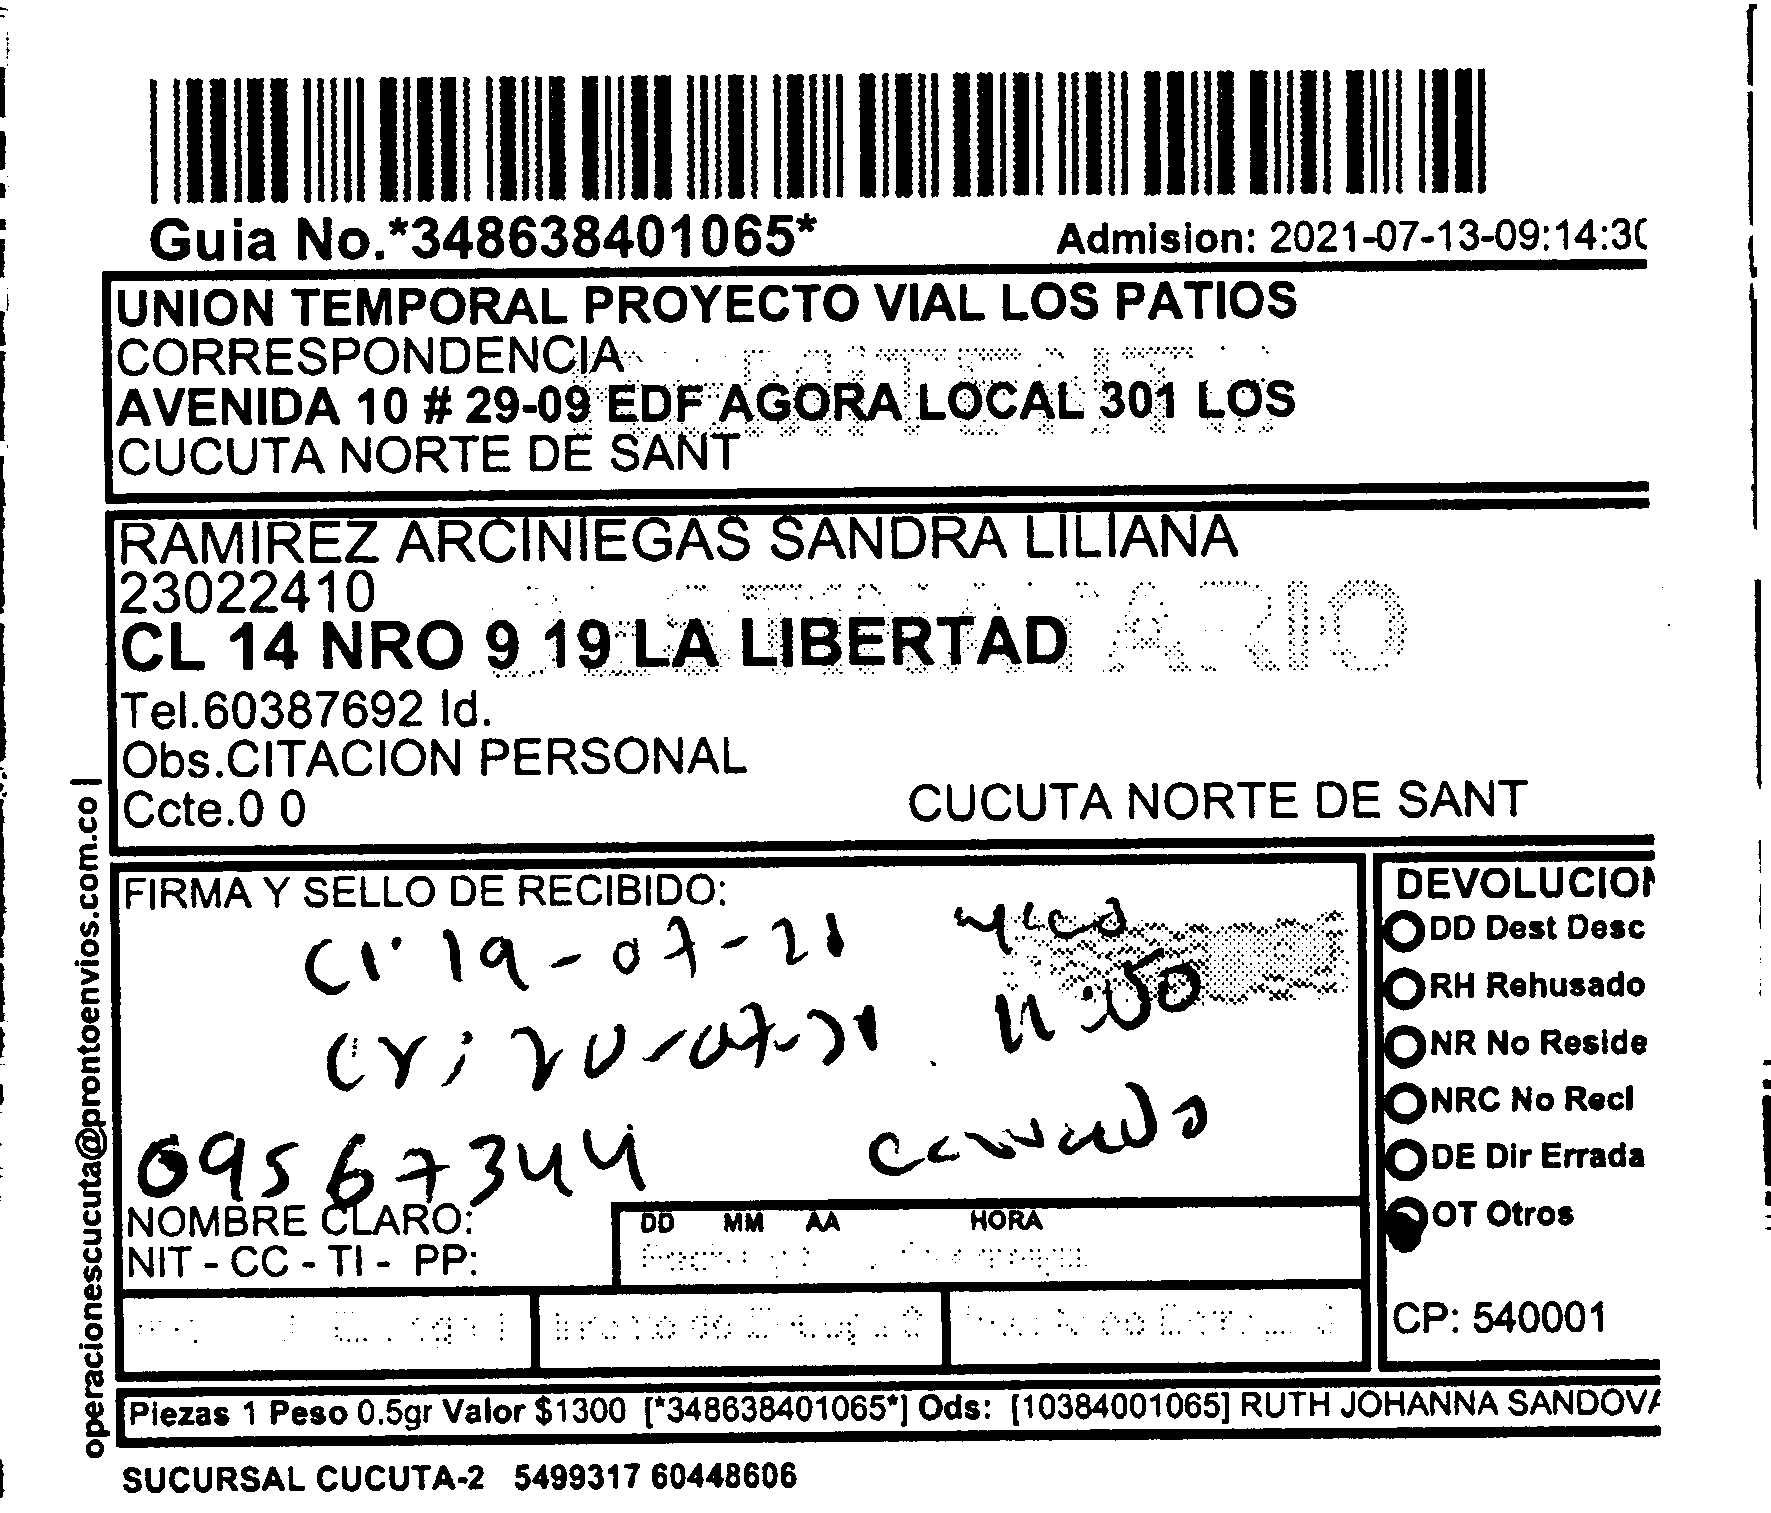 Guia No.*348638401065*
Admision: 2021-07-13-09:14:30
UNION TEMPORAL PROYECTO VIAL LOS PATIOS
CORRESPONDENCIA
AVENIDA 10 # 29-09 EDF AGORA LOCAL 301 LOS
CUCUTA NORTE DE SANT
RAMIREZ ARCINIEGAS SANDRA LILIANA
23022410
DESTINATARIO
CL 14 NRO 9 19 LA LIBERTAD
Tel.60387692 Id.
Obs.CITACION PERSONAL
Ccte.0 0
CUCUTA NORTE DE SANT
operacionescucuta@prontoenvios.com.co |
FIRMA Y SELLO DE RECIBIDO:
19-07-21
20-07-21
11:50
09567344
cerrado
NOMBRE CLARO:
NIT - CC - TI - PP:
DD MM AA HORA
DEVOLUCION
DD Dest Desc
RH Rehusado
NR No Reside
NRC No Recl
DE Dir Errada
OT Otros
CP: 540001
Piezas 1 Peso 0.5gr Valor $1300 [*348638401065*] Ods: [10384001065] RUTH JOHANNA SANDOVA
SUCURSAL CUCUTA-2 5499317 60448606